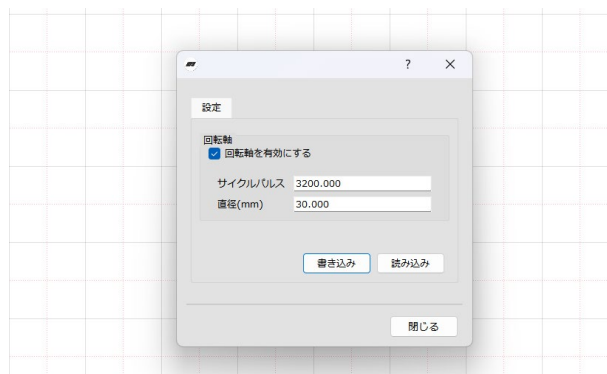 ?
設定
回転軸
回転軸を有効にする
サイクルパルス 3200.000
直径(mm) 30.000
書き込み 読み込み
閉じる